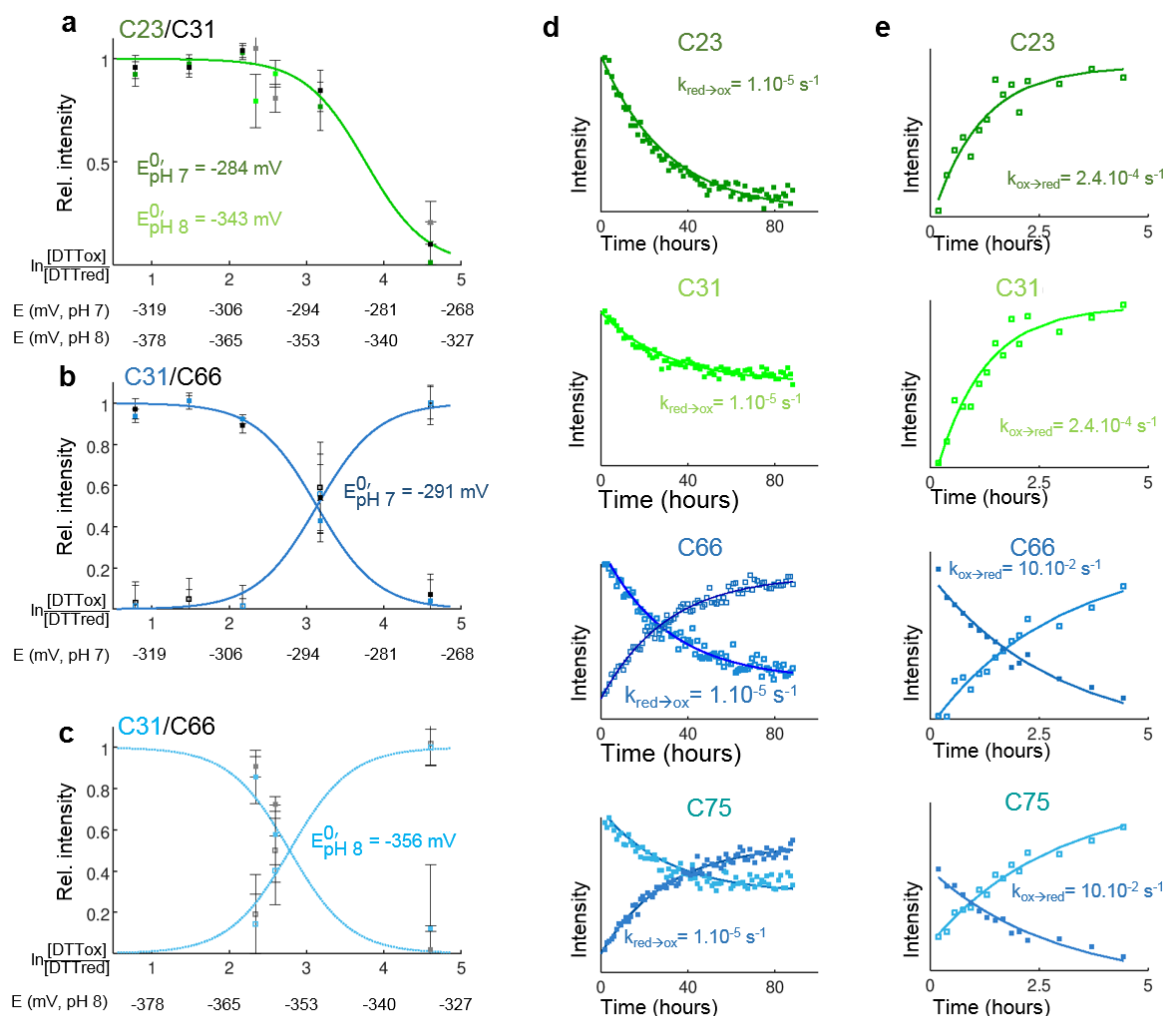 a
C23/C31
1
0.5
Rel. intensity
E0,pH 7 = -284 mV
E0,pH 8 = -343 mV
ln[DTTox]/[DTTred]
1 2 3 4 5
E (mV, pH 7) -319 -306 -294 -281 -268
E (mV, pH 8) -378 -365 -353 -340 -327
b
C31/C66
1
0.8
0.6
0.4
0.2
0
Rel. intensity
E0,pH 7 = -291 mV
ln[DTTox]/[DTTred]
1 2 3 4 5
E (mV, pH 7) -319 -306 -294 -281 -268
c
C31/C66
1
0.8
0.6
0.4
0.2
0
Rel. intensity
E0,pH 8 = -356 mV
ln[DTTox]/[DTTred]
1 2 3 4 5
E (mV, pH 8) -378 -365 -353 -340 -327
d
C23
kred→ox= 1.10-5 s-1
Intensity
0 40 80
Time (hours)
C31
kred→ox= 1.10-5 s-1
Intensity
0 40 80
Time (hours)
C66
kred→ox= 1.10-5 s-1
Intensity
0 40 80
Time (hours)
C75
kred→ox= 1.10-5 s-1
Intensity
0 40 80
Time (hours)
e
C23
kox→red= 2.4.10-4 s-1
Intensity
0 2.5 5
Time (hours)
C31
kox→red= 2.4.10-4 s-1
Intensity
0 2.5 5
Time (hours)
C66
kox→red= 10.10-2 s-1
Intensity
0 2.5 5
Time (hours)
C75
kox→red= 10.10-2 s-1
Intensity
0 2.5 5
Time (hours)